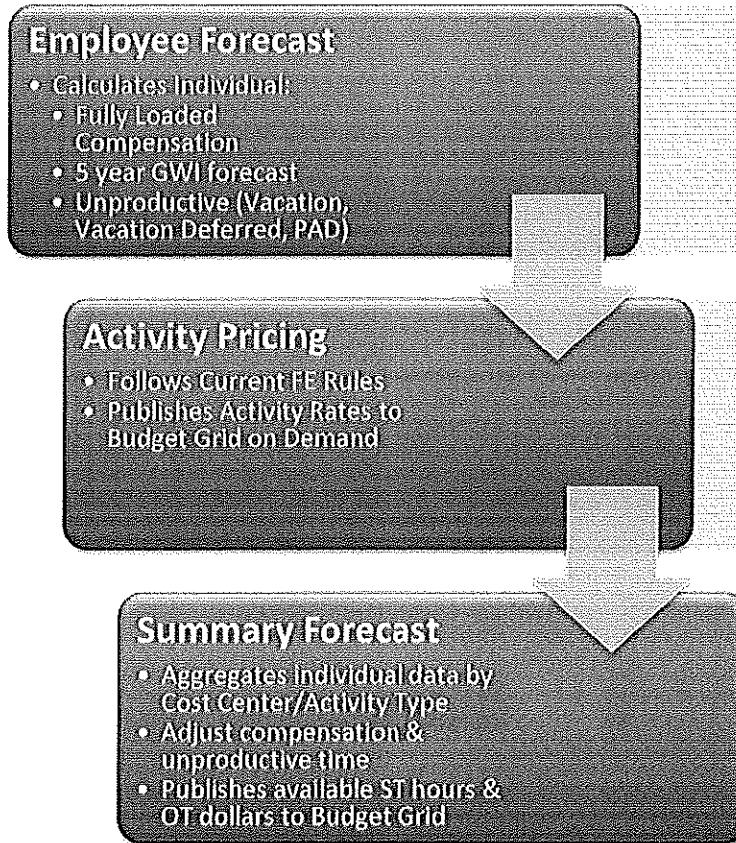 Employee Forecast
• Calculates Individual:
• Fully Loaded
Compensation
• 5 year GWI forecast
• Unproductive (Vacation,
Vacation Deferred, PAD)
Activity Pricing
• Follows Current FE Rules
• Publishes Activity Rates to
Budget Grid on Demand
Summary Forecast
• Aggregates individual data by
Cost Center/Activity Type
• Adjust compensation &
unproductive time
• Publishes available ST hours &
OT dollars to Budget Grid